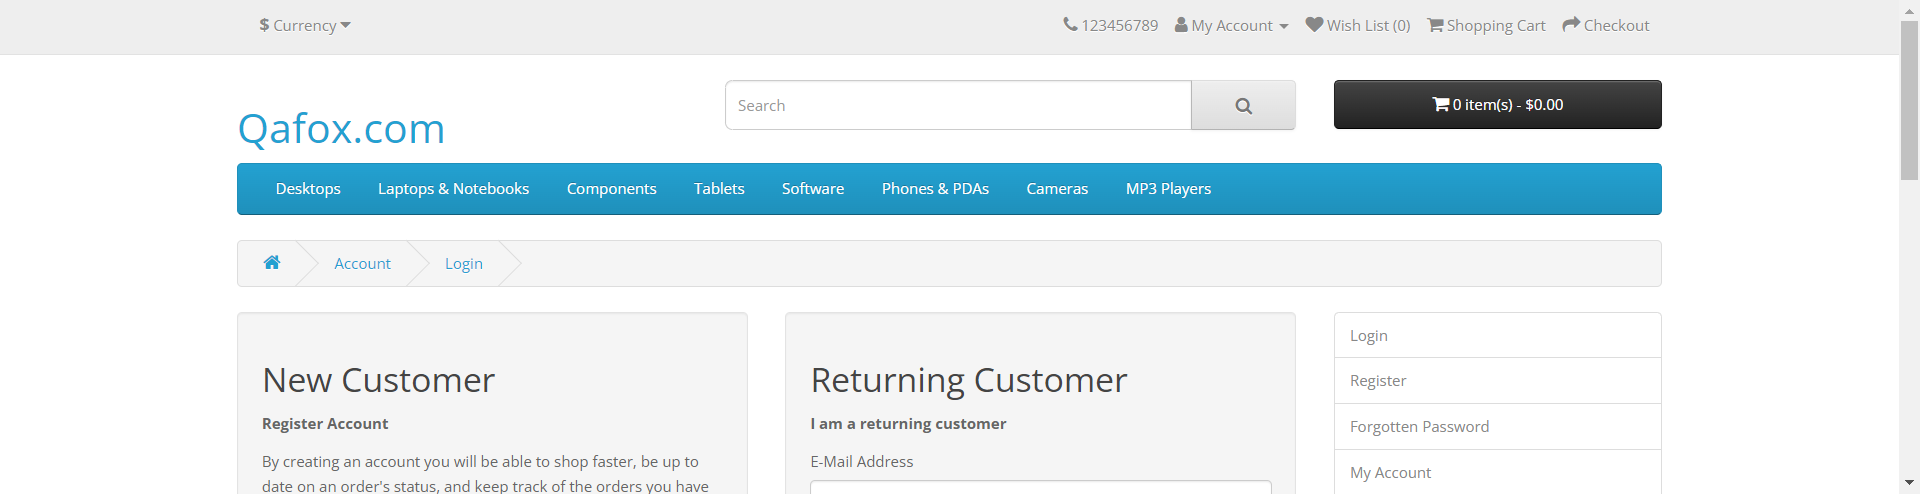 $ Currency 123456789 My Account Wish List (0) Shopping Cart Checkout
Search 0 item(s) - $0.00
Qafox.com
Desktops Laptops & Notebooks Components Tablets Software Phones & PDAs Cameras MP3 Players
Account Login
New Customer
Register Account
By creating an account you will be able to shop faster, be up to
date on an order's status, and keep track of the orders you have
Returning Customer
I am a returning customer
E-Mail Address
Login
Register
Forgotten Password
My Account